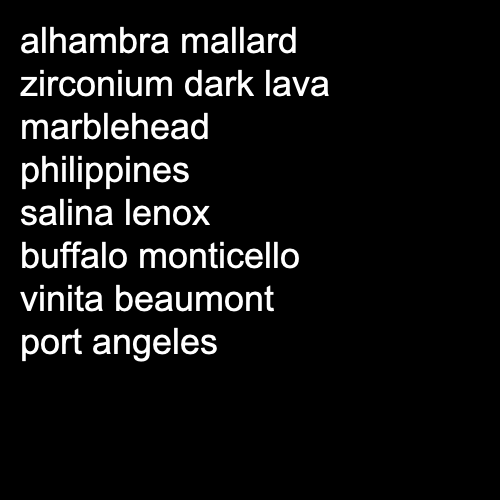 alhambra mallard
zirconium dark lava
marblehead
philippines
salina lenox
buffalo monticello
vinita beaumont
port angeles